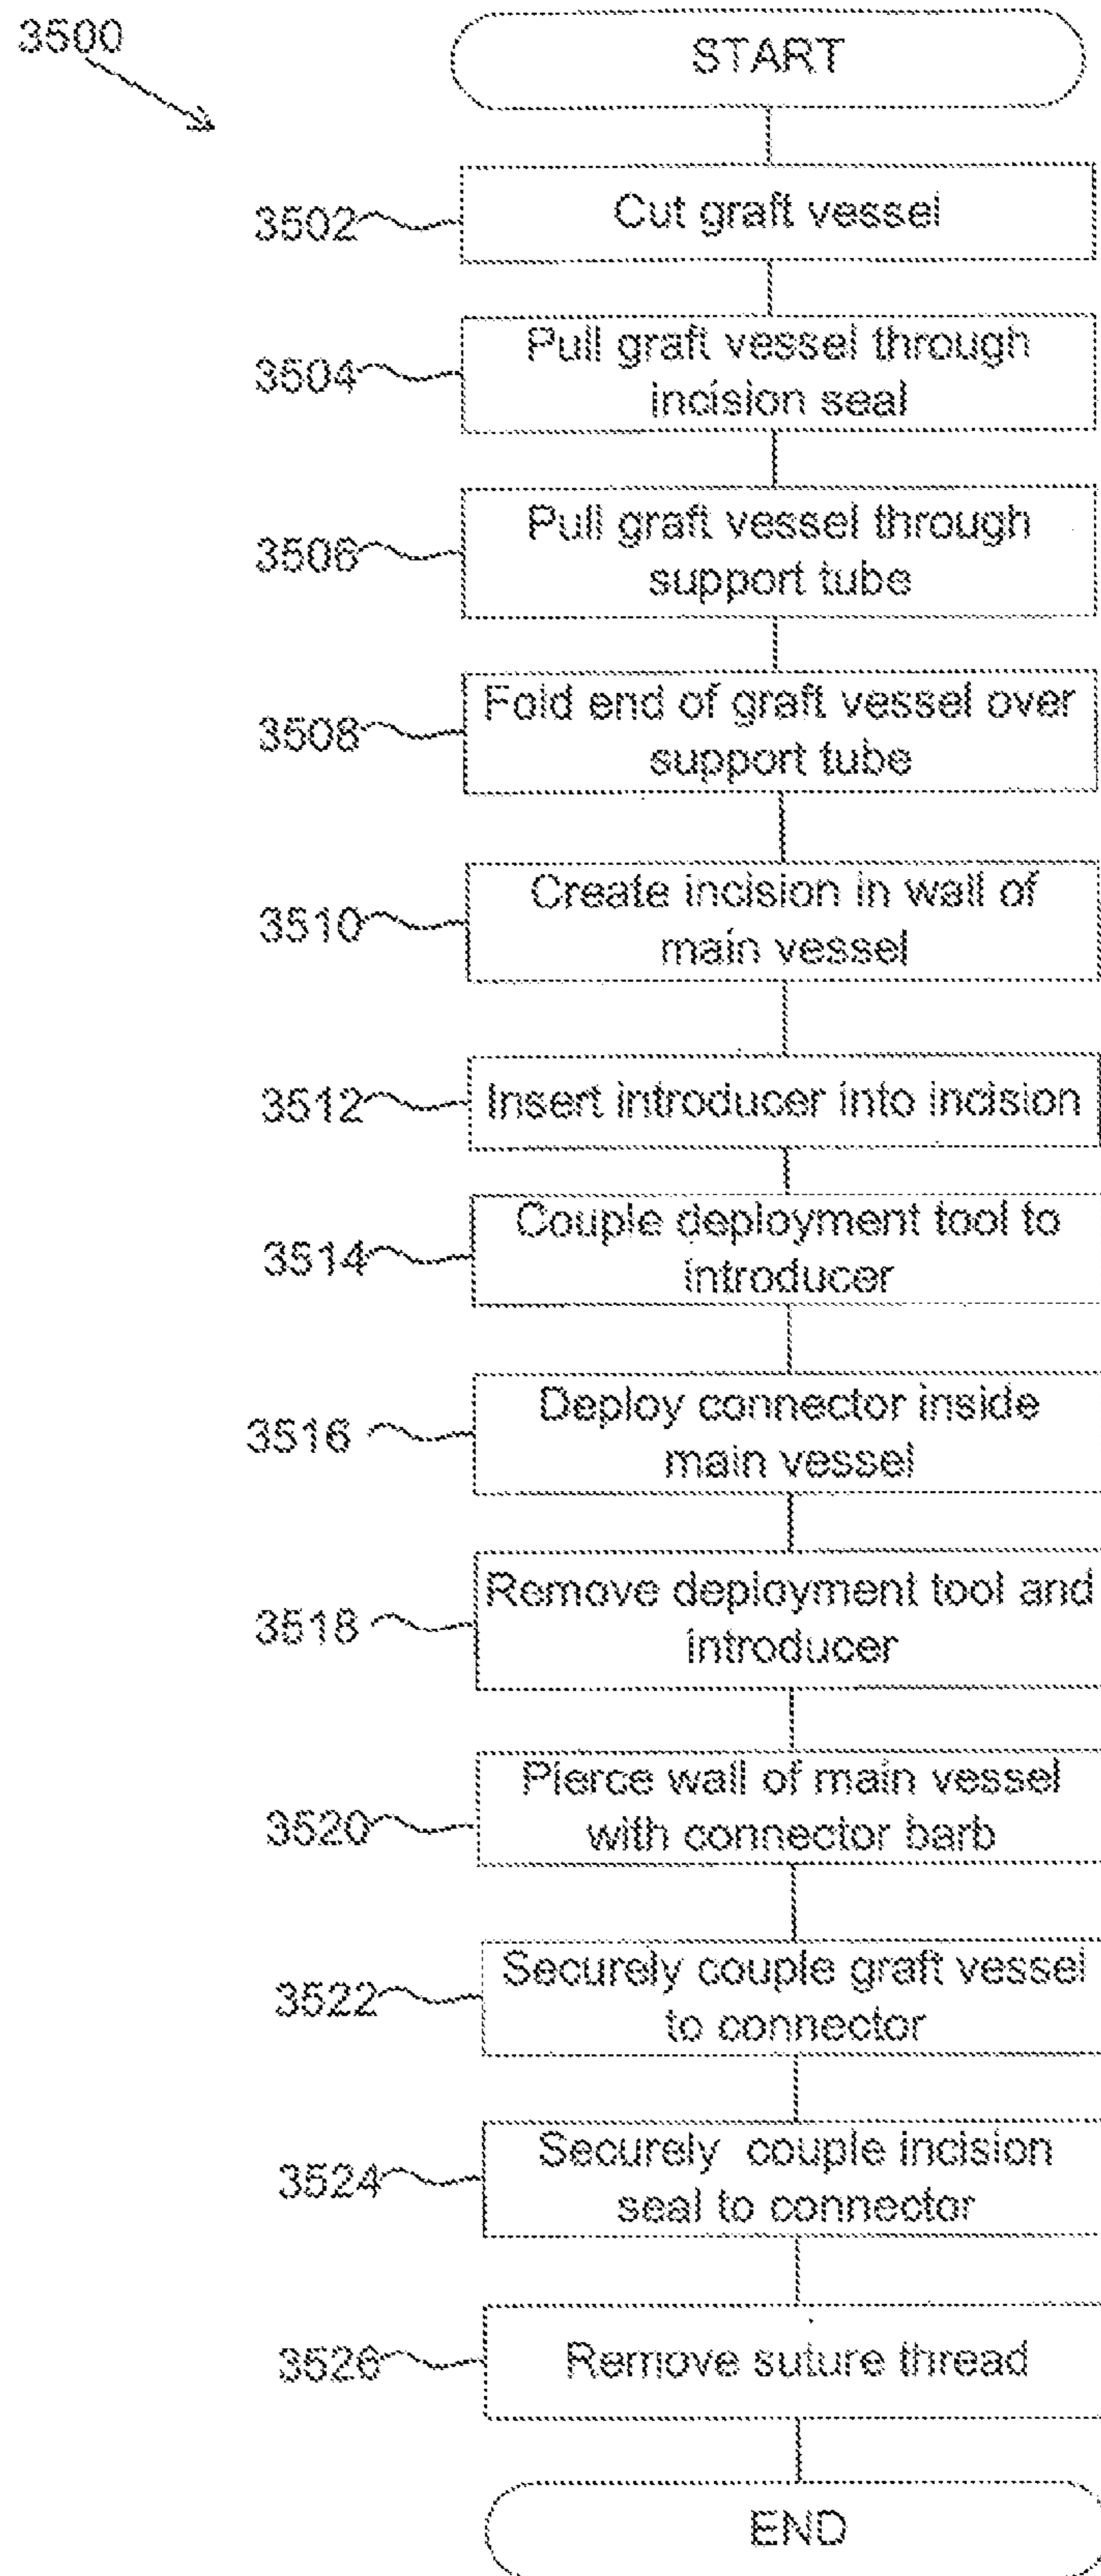 3500
START
3502
Cut graft vessel
3504
Pull graft vessel through
incision seal
3506
Pull graft vessel through
support tube
3508
Fold end of graft vessel over
support tube
3510
Create incision in wall of
main vessel
3512
Insert introducer into incision
3514
Couple deployment tool to
introducer
3516
Deploy connector inside
main vessel
3518
Remove deployment tool and
introducer
3520
Pierce wall of main vessel
with connector barb
3522
Securely couple graft vessel
to connector
3524
Securely couple incision
seal to connector
3526
Remove suture thread
END